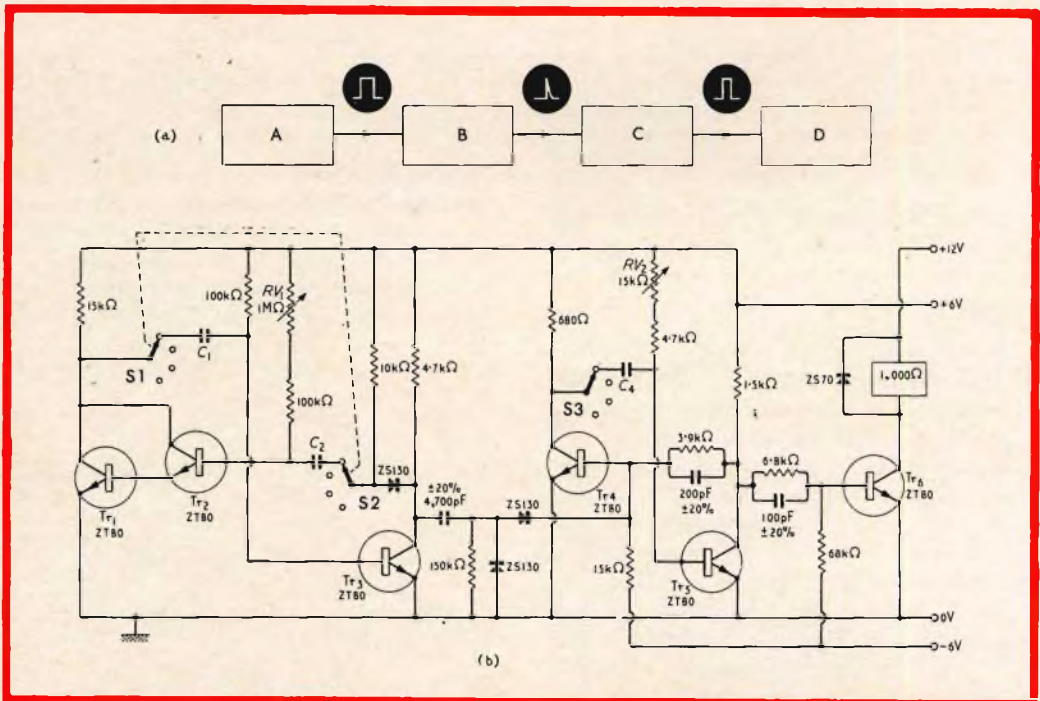 (a)
A
B
C
D
15kΩ
S1
C1
100kΩ
RV1
1MΩ
100kΩ
C2
S2
10kΩ
4·7kΩ
ZS130
±20%
4,700pF
150kΩ
ZS130
ZS130
Tr1
ZT80
Tr2
ZT80
Tr3
ZT80
680Ω
S3
C4
RV2
15kΩ
4·7kΩ
1·5kΩ
3·9kΩ
200pF
±20%
6·8kΩ
100pF
±20%
Tr4
ZT80
15kΩ
Tr5
ZT80
68kΩ
Tr6
ZT80
ZS70
1,000Ω
+12V
+6V
0V
-6V
(b)